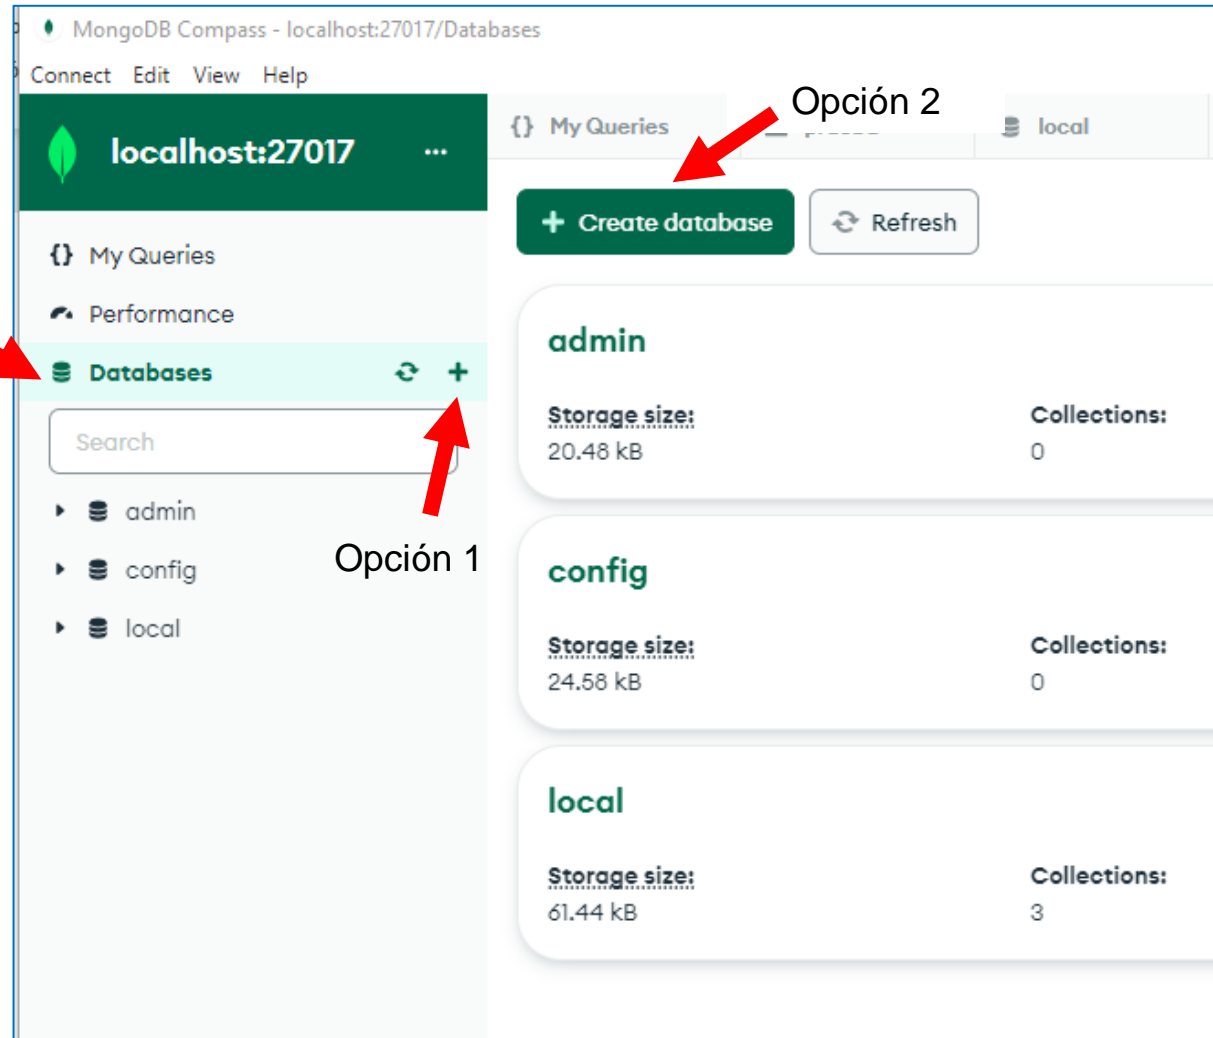 MongoDB Compass - localhost:27017/Databases
Connect Edit View Help
localhost:27017 ...
{} My Queries
Performance
Databases
Search
admin
config
local
Opción 1
Opción 2
{} My Queries
local
+ Create database
Refresh
admin
Storage size:
20.48 kB
Collections:
0
config
Storage size:
24.58 kB
Collections:
0
local
Storage size:
61.44 kB
Collections:
3